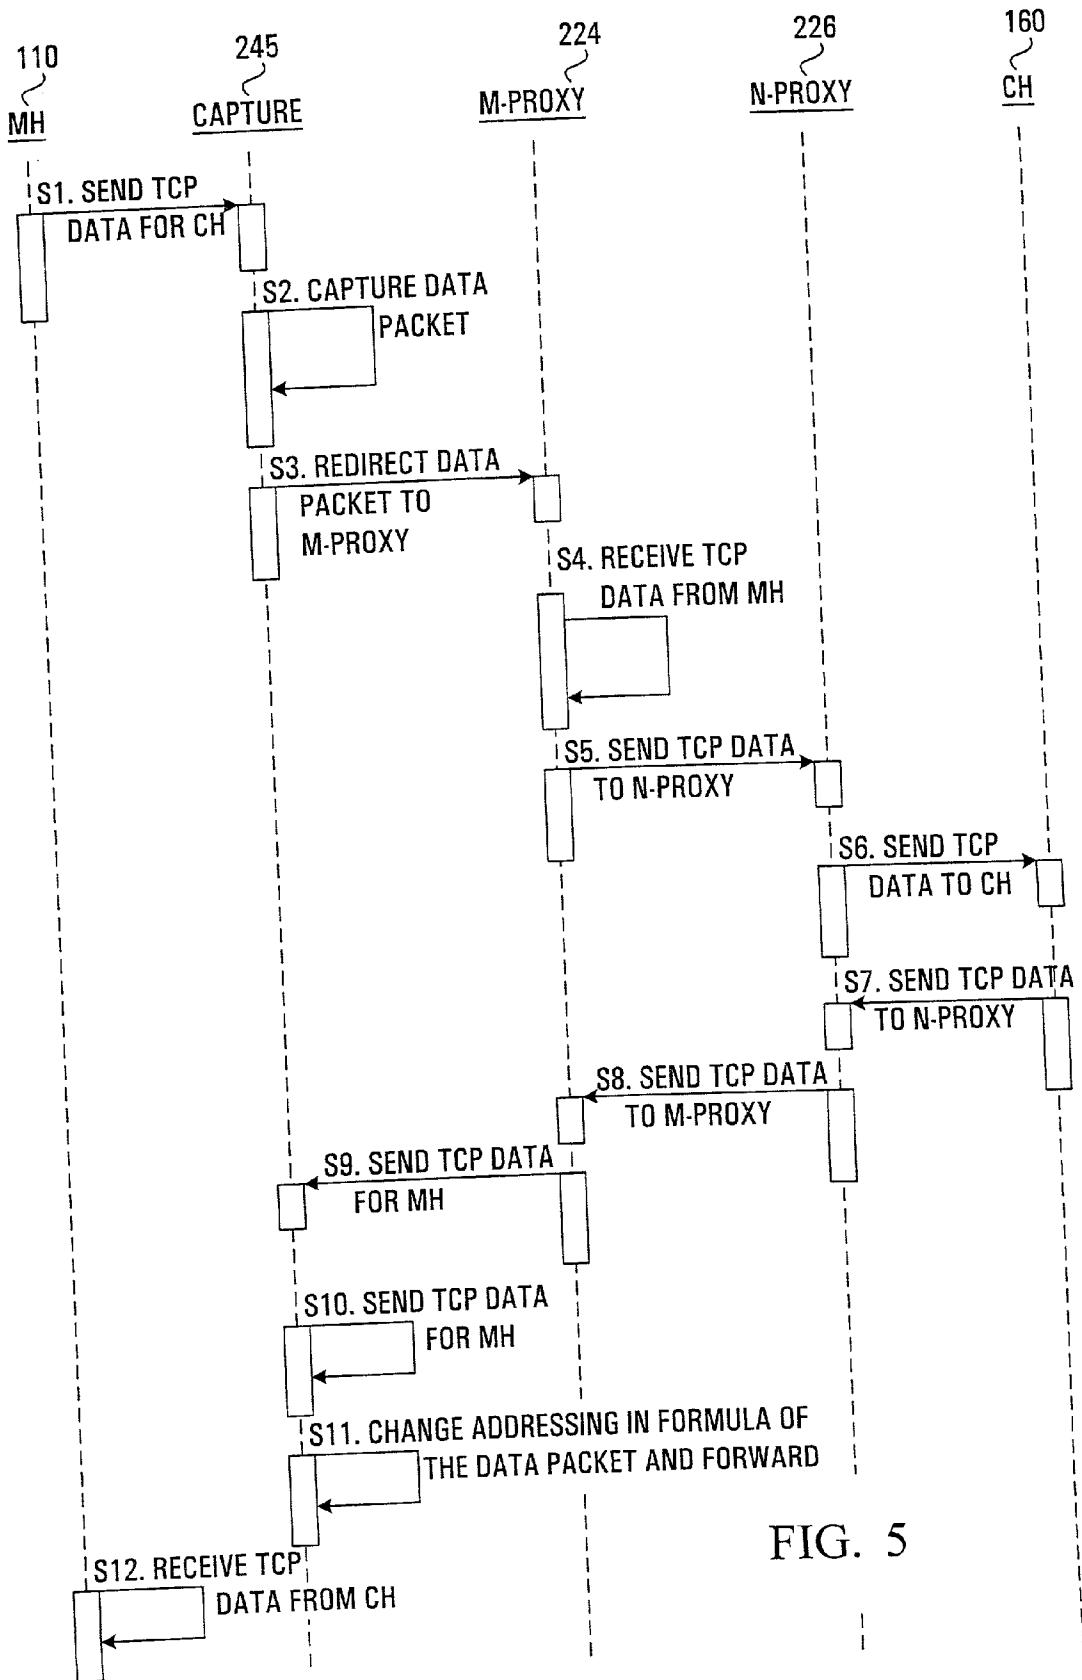 110
245
224
226
160
MH
CAPTURE
M-PROXY
N-PROXY
CH
S1. SEND TCP
DATA FOR CH
S2. CAPTURE DATA
PACKET
S3. REDIRECT DATA
PACKET TO
M-PROXY
S4. RECEIVE TCP
DATA FROM MH
S5. SEND TCP DATA
TO N-PROXY
S6. SEND TCP
DATA TO CH
S7. SEND TCP DATA
TO N-PROXY
S8. SEND TCP DATA
TO M-PROXY
S9. SEND TCP DATA
FOR MH
S10. SEND TCP DATA
FOR MH
S11. CHANGE ADDRESSING IN FORMULA OF
THE DATA PACKET AND FORWARD
S12. RECEIVE TCP
DATA FROM CH
FIG. 5